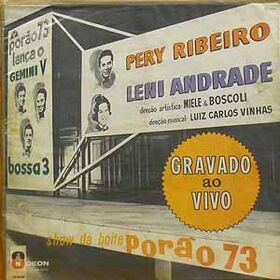 porão 73
lança o
GEMINI V
bossa 3
PERY RIBEIRO
LENI ANDRADE
direção artística: MIELE & BOSCOLI
direção musical: LUIZ CARLOS VINHAS
GRAVADO
ao
VIVO
show da boite porão 73
ODEON